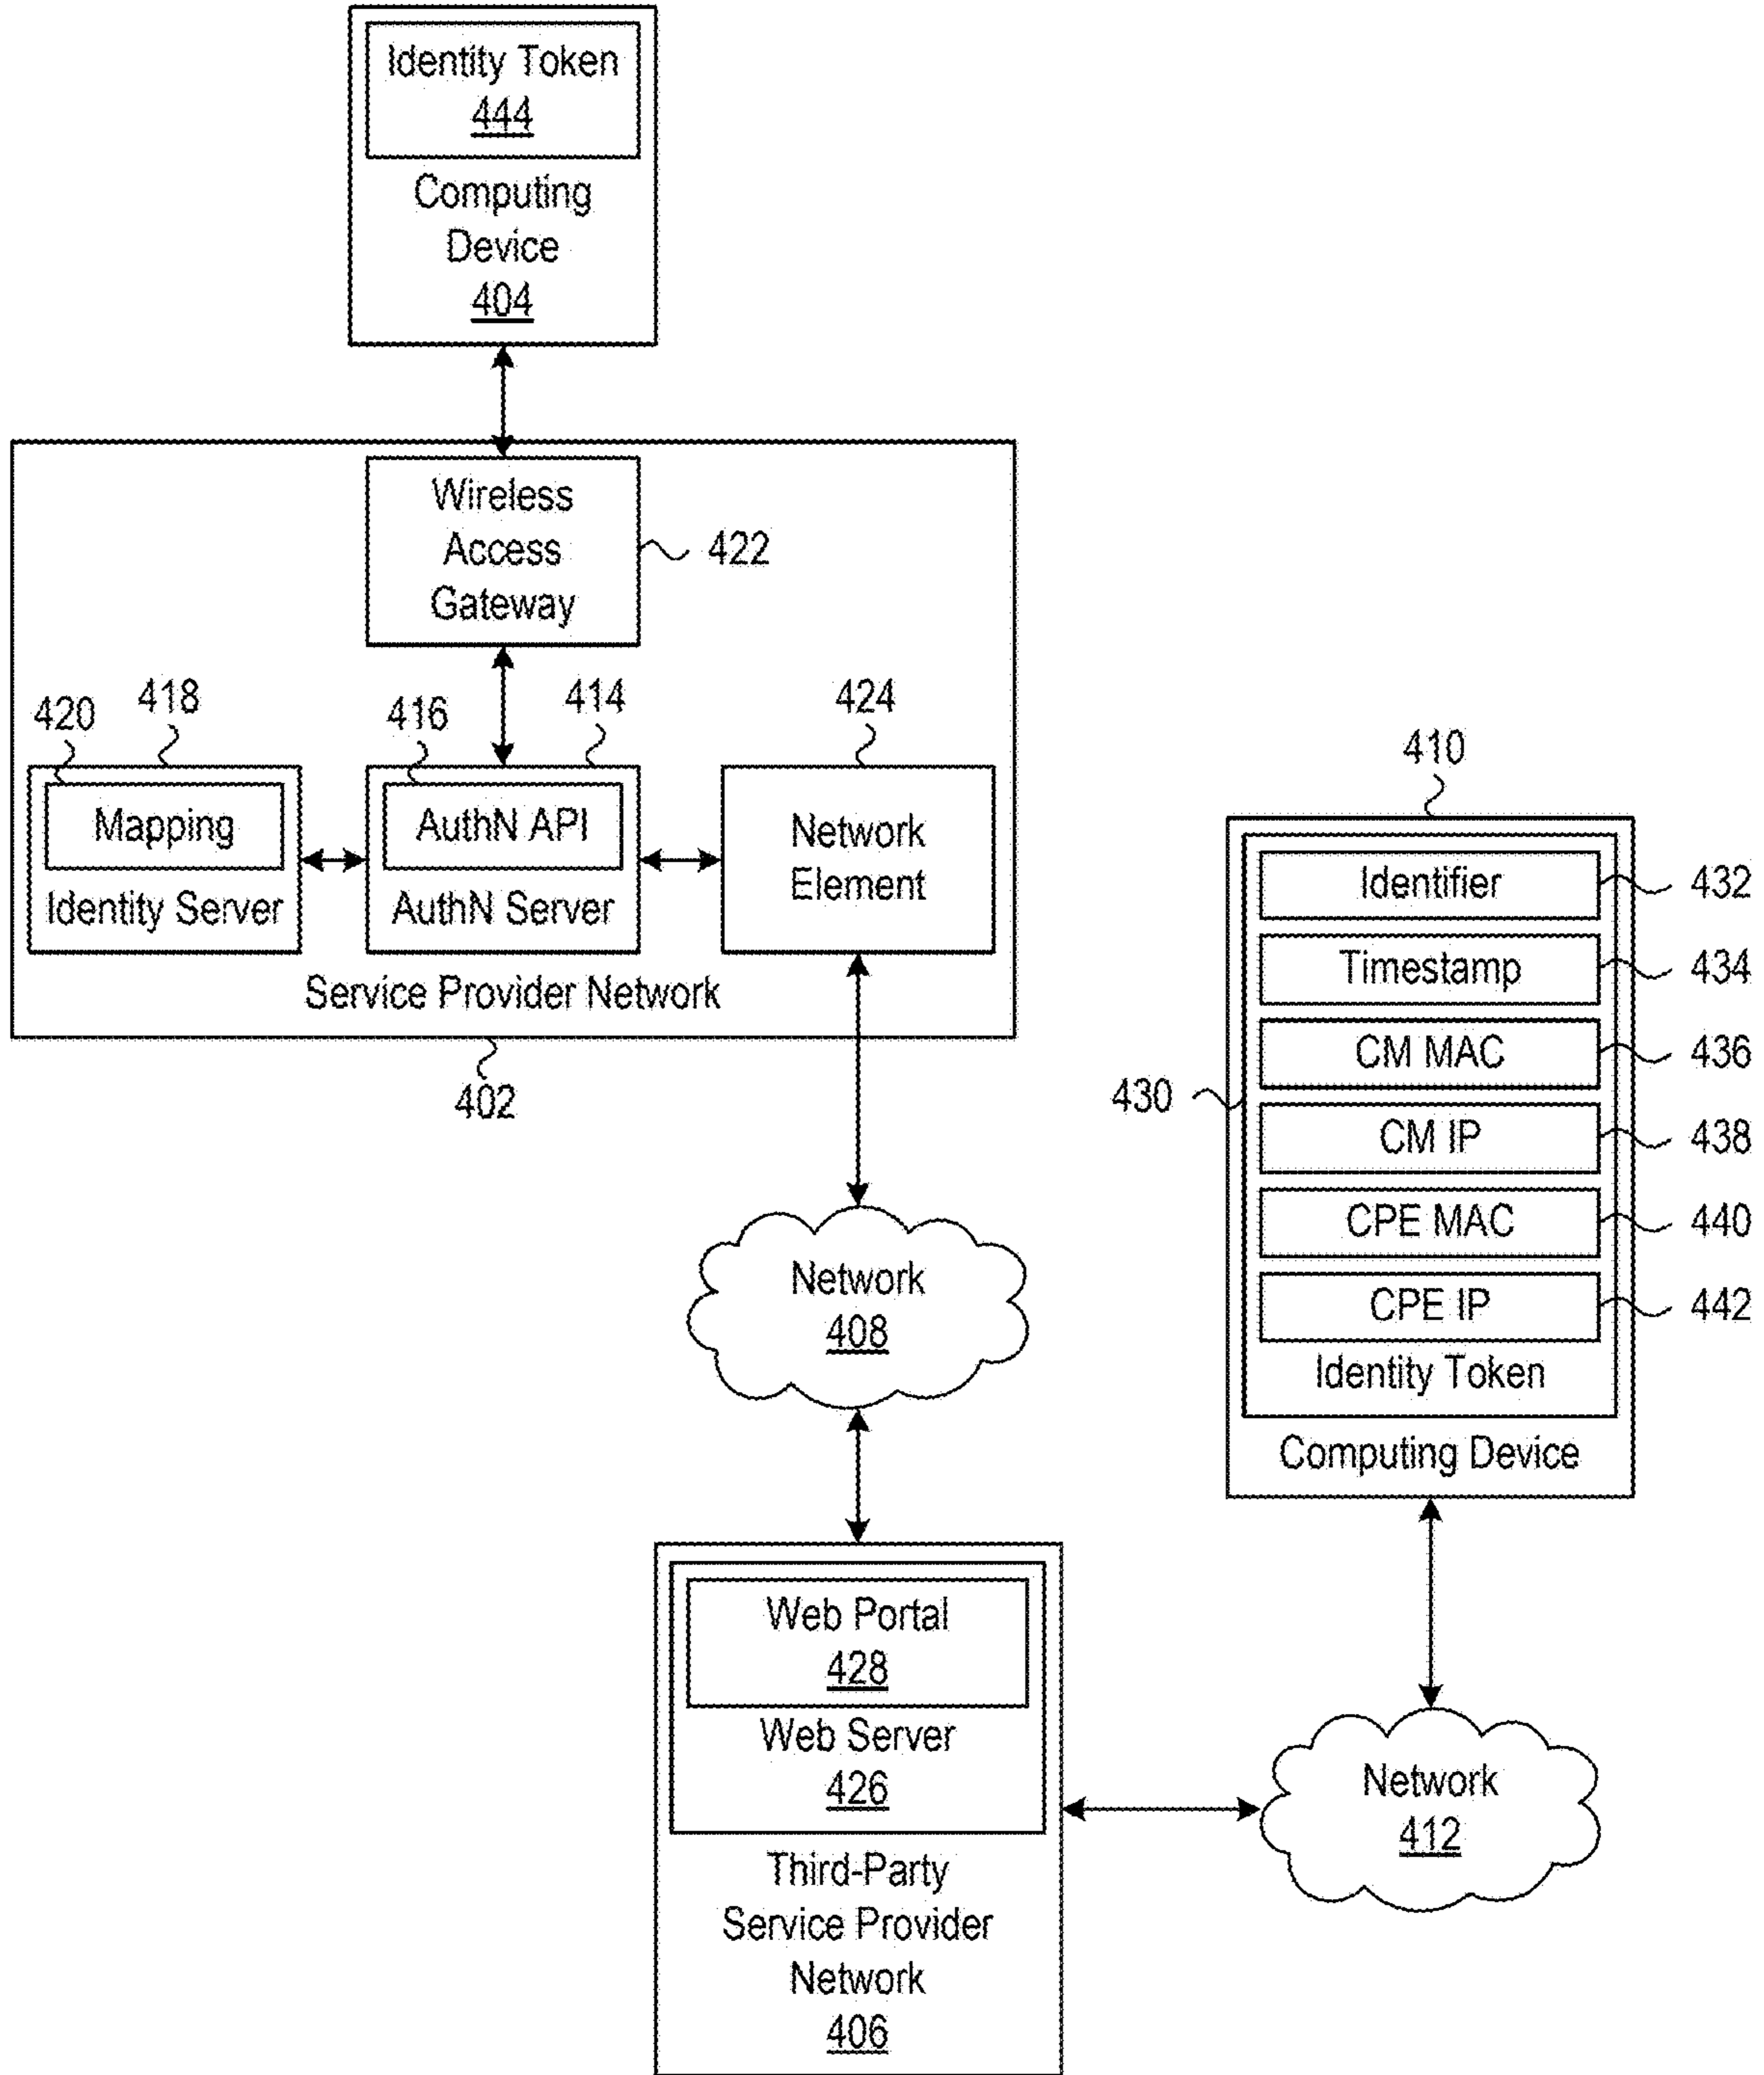 Identity Token
444
Computing
Device
404
Wireless
Access
Gateway
422
420
418
416
414
424
Mapping
Identity Server
AuthN API
AuthN Server
Network
Element
Service Provider Network
402
410
Identifier
432
Timestamp
434
CM MAC
436
430
CM IP
438
CPE MAC
440
CPE IP
442
Identity Token
Computing Device
Network
408
Web Portal
428
Web Server
426
Third-Party
Service Provider
Network
406
Network
412